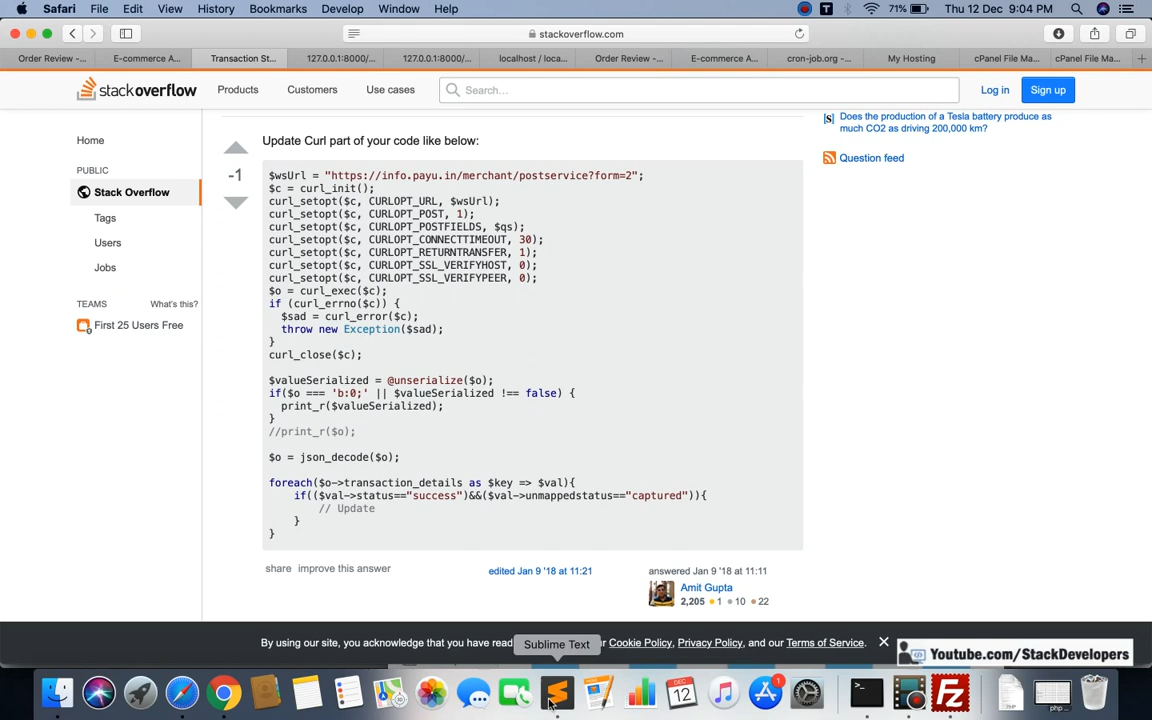 Safari File Edit View History Bookmarks Develop Window Help T 71% Thu 12 Dec 9:04 PM
stackoverflow.com
Order Review –... E-commerce A... Transaction St... 127.0.0.1:8000/... 127.0.0.1:8000/... localhost / loca... Order Review –... E-commerce A... cron-job.org –... My Hosting cPanel File Ma... cPanel File Ma...
stackoverflow Products Customers Use cases Search... Log in Sign up
Home
PUBLIC
Stack Overflow
Tags
Users
Jobs
TEAMS What's this?
First 25 Users Free
Update Curl part of your code like below:
-1
$wsUrl = "https://info.payu.in/merchant/postservice?form=2";
$c = curl_init();
curl_setopt($c, CURLOPT_URL, $wsUrl);
curl_setopt($c, CURLOPT_POST, 1);
curl_setopt($c, CURLOPT_POSTFIELDS, $qs);
curl_setopt($c, CURLOPT_CONNECTTIMEOUT, 30);
curl_setopt($c, CURLOPT_RETURNTRANSFER, 1);
curl_setopt($c, CURLOPT_SSL_VERIFYHOST, 0);
curl_setopt($c, CURLOPT_SSL_VERIFYPEER, 0);
$o = curl_exec($c);
if (curl_errno($c)) {
$sad = curl_error($c);
throw new Exception($sad);
}
curl_close($c);
$valueSerialized = @unserialize($o);
if($o === 'b:0;' || $valueSerialized !== false) {
print_r($valueSerialized);
}
//print_r($o);
$o = json_decode($o);
foreach($o->transaction_details as $key => $val){
if(($val->status=="success")&&($val->unmappedstatus=="captured")){
// Update
}
}
share improve this answer
edited Jan 9 '18 at 11:21
answered Jan 9 '18 at 11:11
Amit Gupta
2,205 1 10 22
Does the production of a Tesla battery produce as
much CO2 as driving 200,000 km?
Question feed
By using our site, you acknowledge that you have read Cookie Policy, Privacy Policy, and our Terms of Service.
Sublime Text
Youtube.com/StackDevelopers
DEC
12
1
Fz
PHP
php